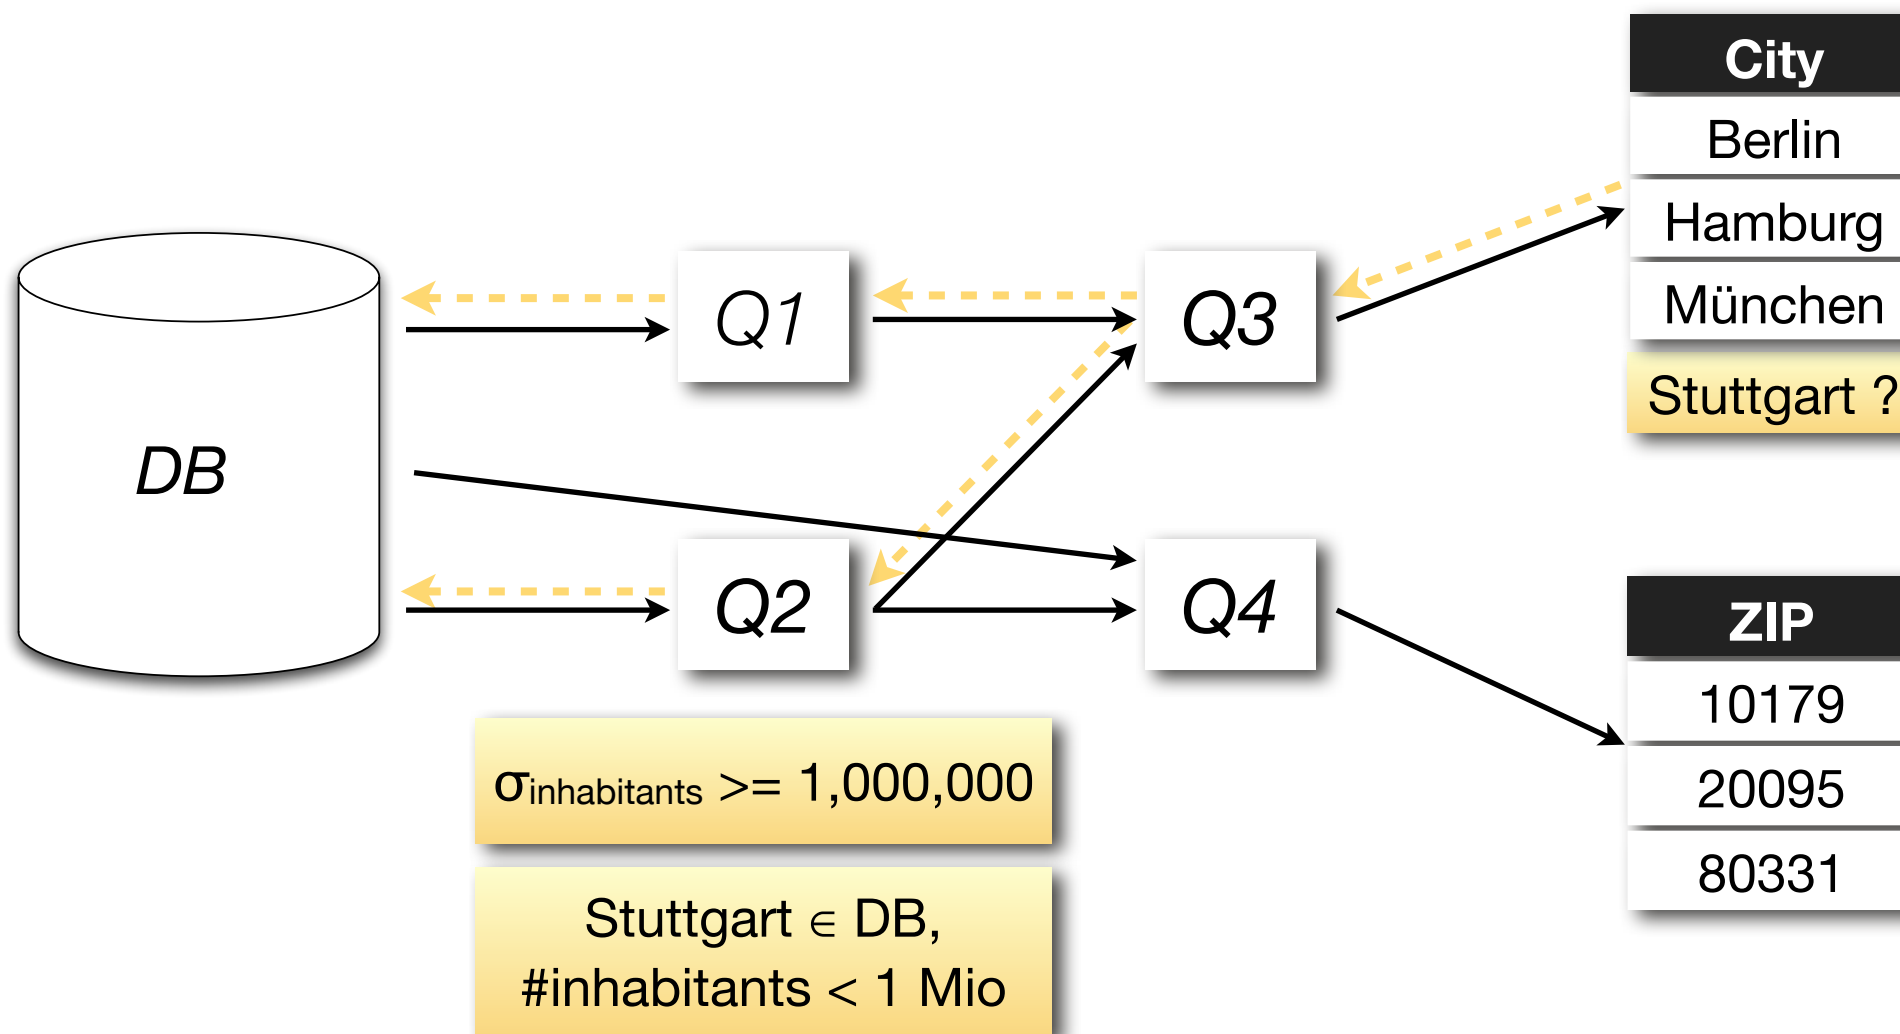 City
Berlin
Hamburg
München
Stuttgart ?
DB
Q1
Q3
Q2
Q4
σinhabitants >= 1,000,000
Stuttgart ∈ DB,
#inhabitants < 1 Mio
ZIP
10179
20095
80331